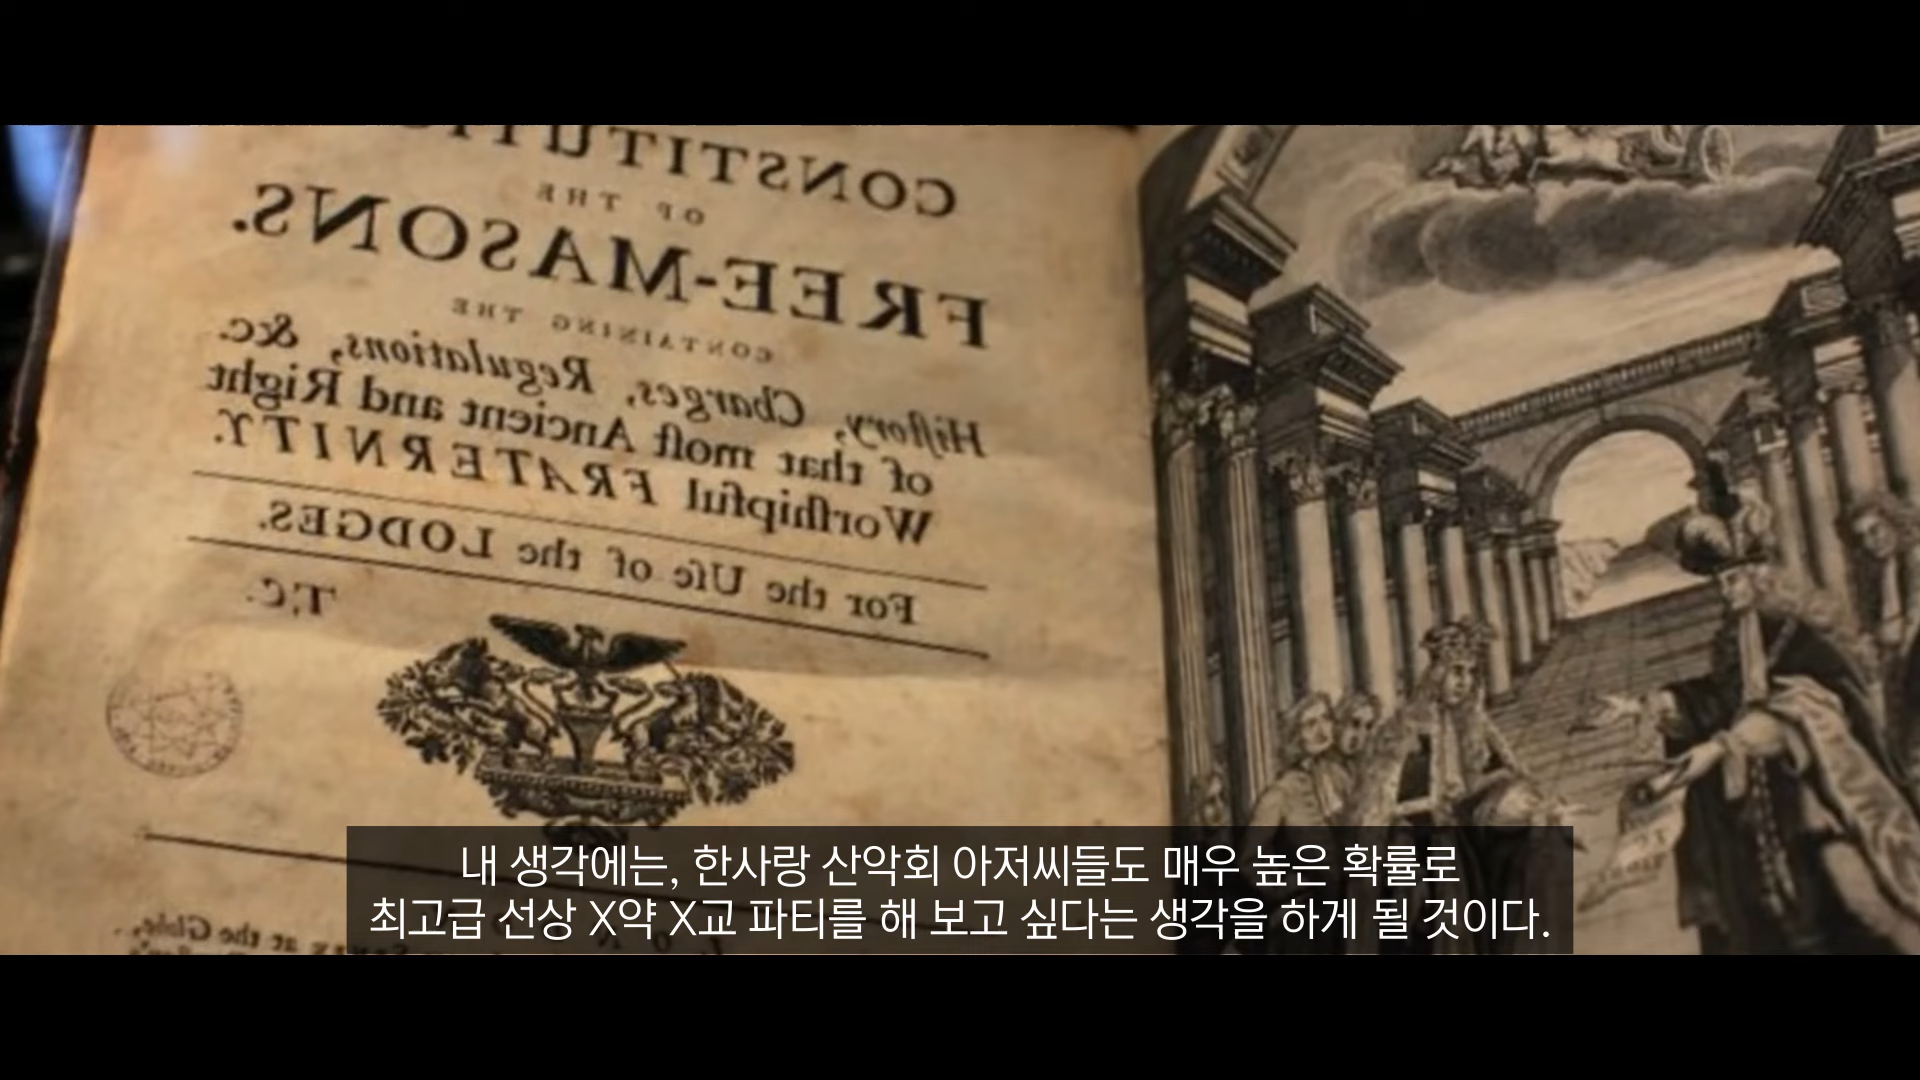 CONSTITUTI
OF THE
FREE-MASONS.
CONTAINING THE
Hiſtory, Charges, Regulations, &c.
of that moſt Ancient and Right
Worſhipful FRATERNITY.
For the Uſe of the LODGES.
내 생각에는, 한사랑 산악회 아저씨들도 매우 높은 확률로
최고급 선상 X약 X교 파티를 해 보고 싶다는 생각을 하게 될 것이다.
at the Globe,